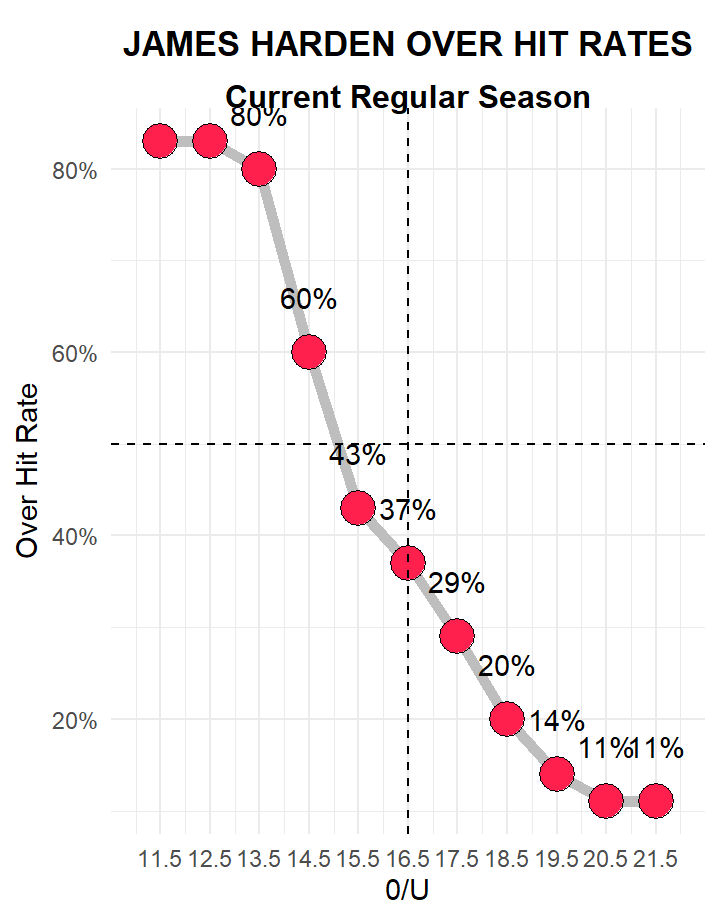 JAMES HARDEN OVER HIT RATES
Current Regular Season
80%
80%
60%
60%
43%
40%
37%
29%
20%
20%
14%
11%
11%
Over Hit Rate
11.5 12.5 13.5 14.5 15.5 16.5 17.5 18.5 19.5 20.5 21.5
0/U